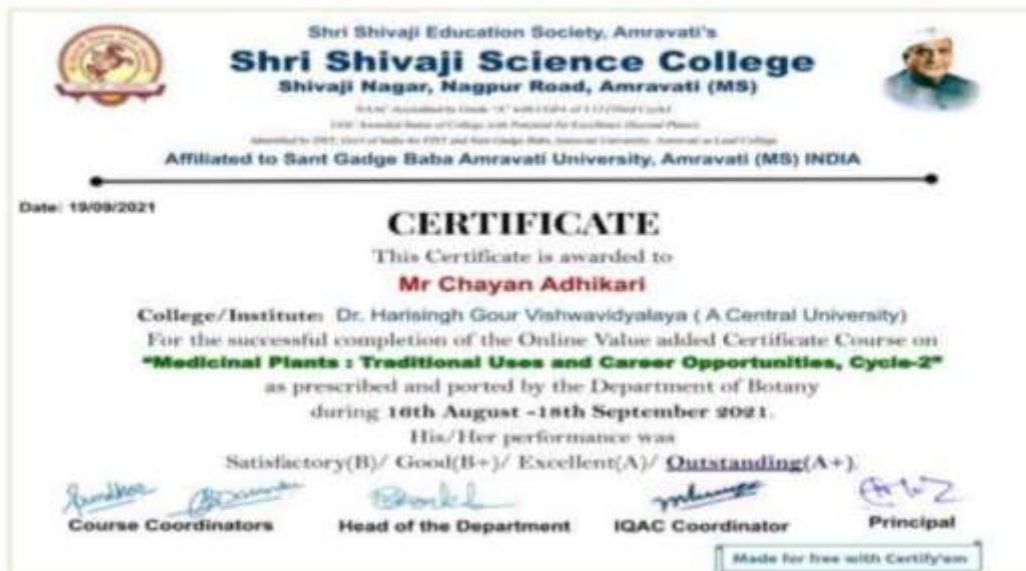 Shri Shivaji Education Society, Amravati's
Shri Shivaji Science College
Shivaji Nagar, Nagpur Road, Amravati (MS)
Affiliated to Sant Gadge Baba Amravati University, Amravati (MS) INDIA
Date: 19/09/2021
CERTIFICATE
This Certificate is awarded to
Mr Chayan Adhikari
College/Institute: Dr. Harisingh Gour Vishwavidyalaya ( A Central University)
For the successful completion of the Online Value added Certificate Course on
"Medicinal Plants : Traditional Uses and Career Opportunities, Cycle-2"
as prescribed and ported by the Department of Botany
during 16th August -18th September 2021.
His/Her performance was
Satisfactory(B)/ Good(B+)/ Excellent(A)/ Outstanding(A+).
Course Coordinators Head of the Department IQAC Coordinator Principal
Made for free with Certify'em